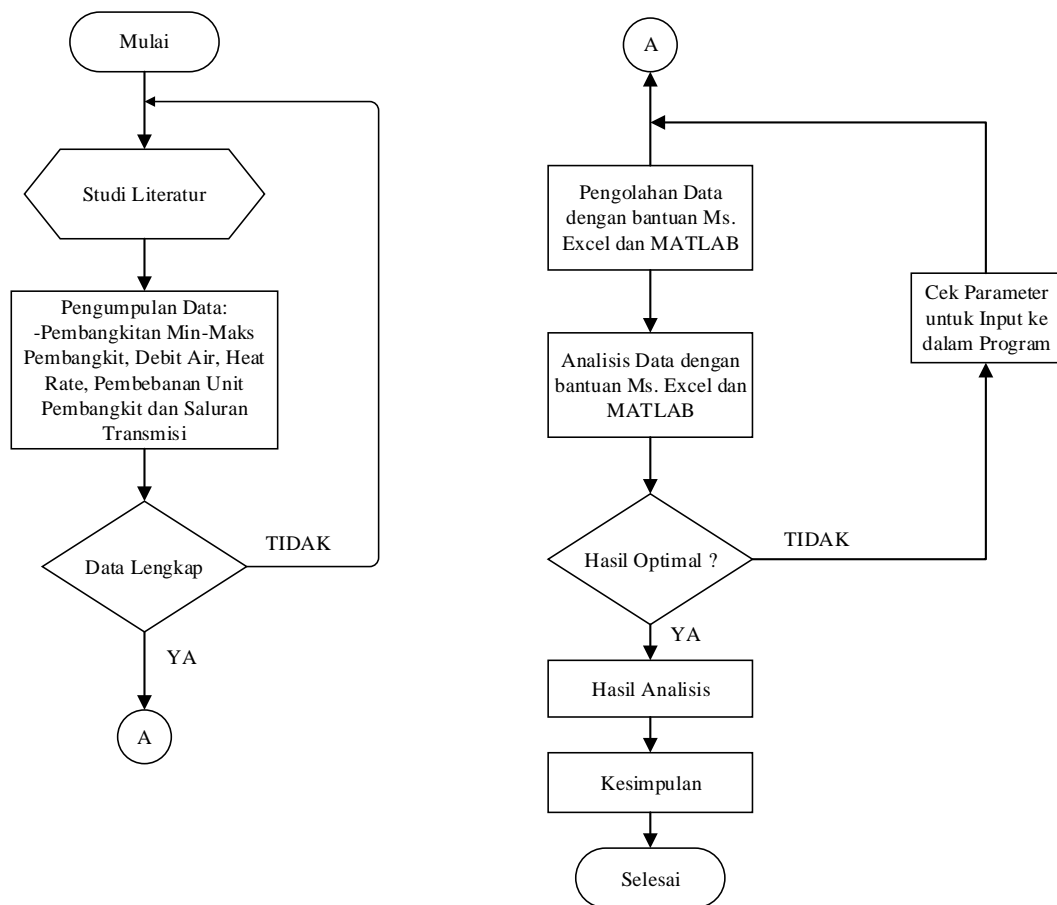 Mulai
Studi Literatur
Pengumpulan Data:
-Pembangkitan Min-Maks
Pembangkit, Debit Air, Heat
Rate, Pembebanan Unit
Pembangkit dan Saluran
Transmisi
Data Lengkap
TIDAK
YA
A
A
Pengolahan Data
dengan bantuan Ms.
Excel dan MATLAB
Analisis Data dengan
bantuan Ms. Excel dan
MATLAB
Cek Parameter
untuk Input ke
dalam Program
Hasil Optimal ?
TIDAK
YA
Hasil Analisis
Kesimpulan
Selesai